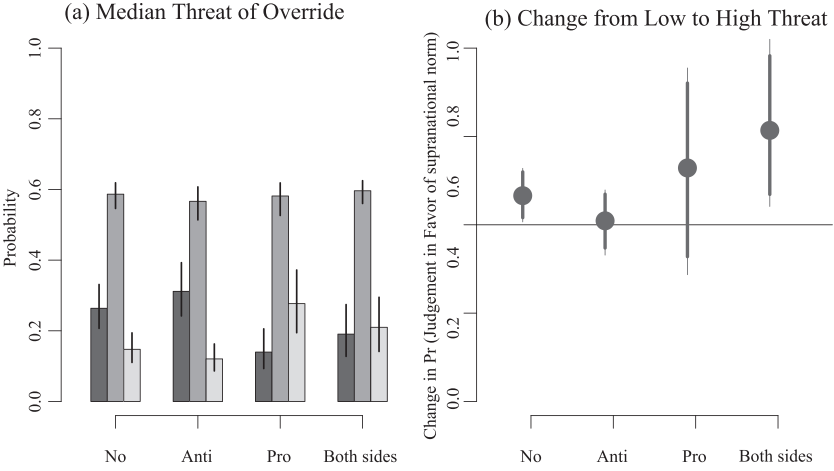 (a) Median Threat of Override
Probability
1.0
0.8
0.6
0.4
0.2
0.0
No Anti Pro Both sides
(b) Change from Low to High Threat
Change in Pr (Judgement in Favor of supranational norm)
1.0
0.8
0.6
0.4
0.2
0.0
No Anti Pro Both sides